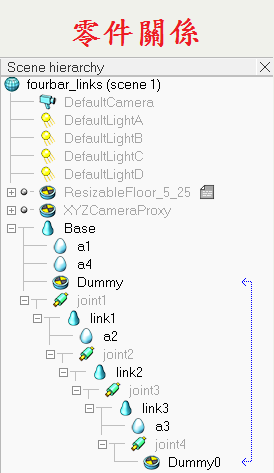 零件關係
Scene hierarchy
fourbar_links (scene 1)
DefaultCamera
DefaultLightA
DefaultLightB
DefaultLightC
DefaultLightD
ResizableFloor_5_25
XYZCameraProxy
Base
a1
a4
Dummy
joint1
link1
a2
joint2
link2
joint3
link3
a3
joint4
Dummy0